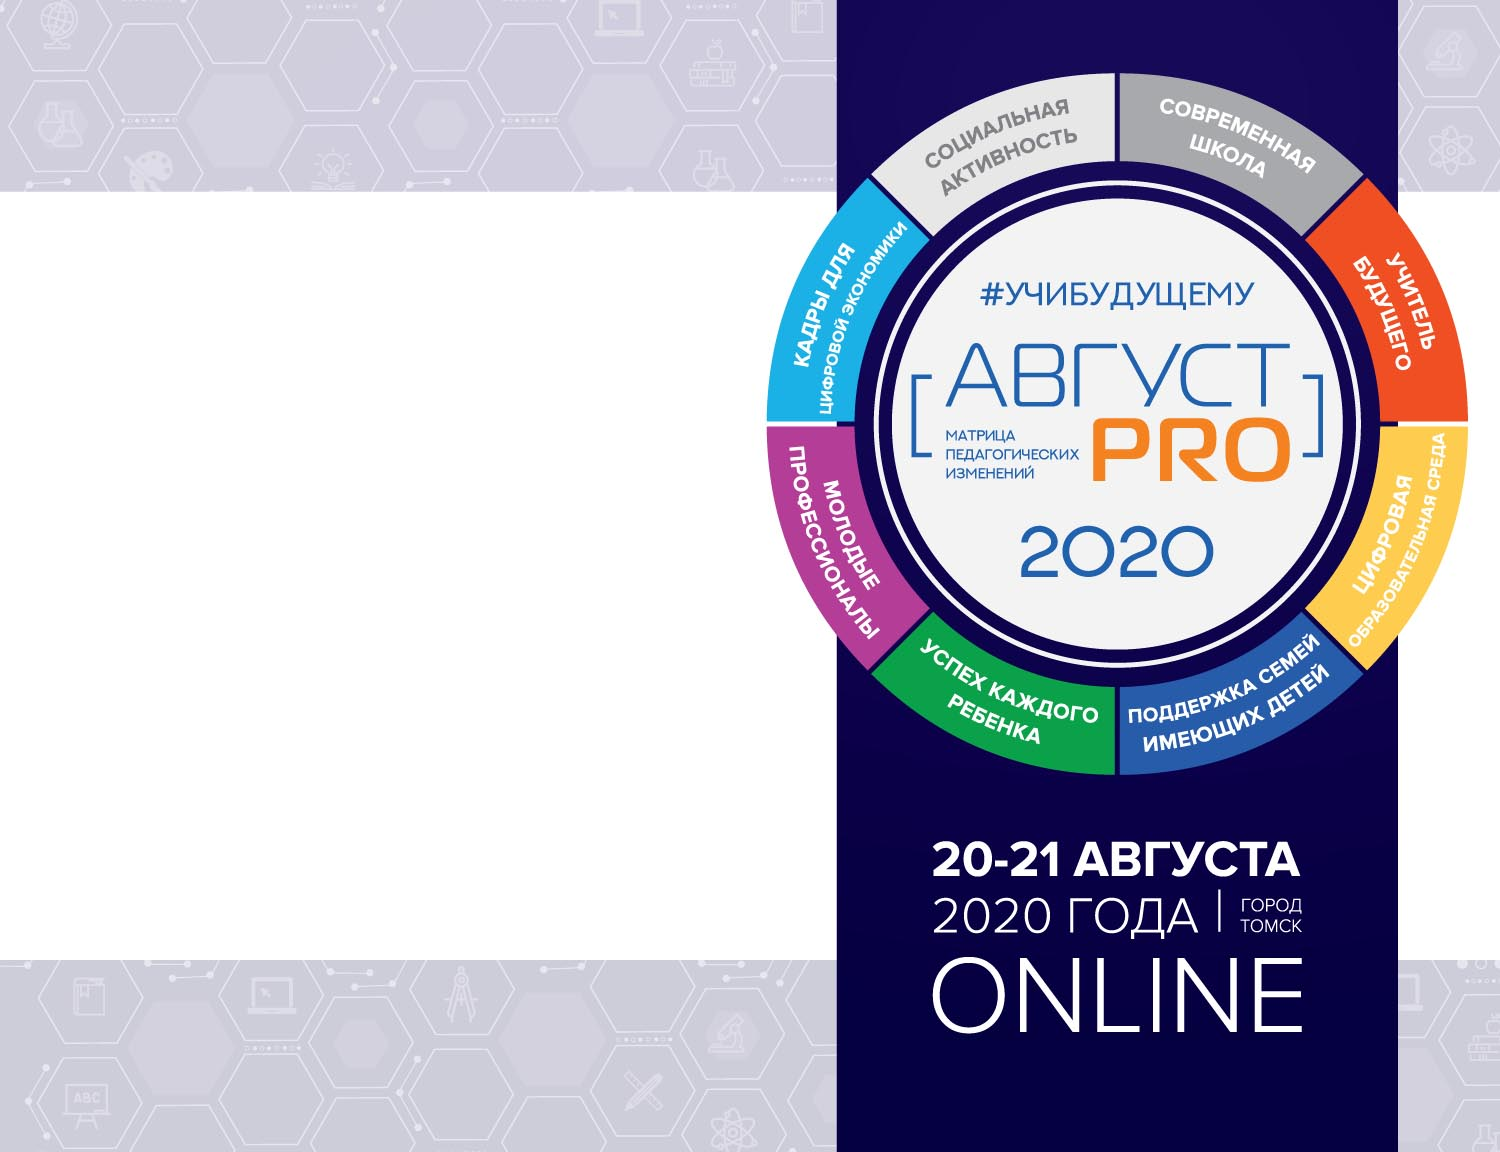 СОЦИАЛЬНАЯ
АКТИВНОСТЬ
СОВРЕМЕННАЯ
ШКОЛА
УЧИТЕЛЬ
БУДУЩЕГО
ЦИФРОВАЯ
ОБРАЗОВАТЕЛЬНАЯ СРЕДА
ПОДДЕРЖКА СЕМЕЙ
ИМЕЮЩИХ ДЕТЕЙ
УСПЕХ КАЖДОГО
РЕБЕНКА
МОЛОДЫЕ
ПРОФЕССИОНАЛЫ
КАДРЫ ДЛЯ
ЦИФРОВОЙ ЭКОНОМИКИ
#УЧИБУДУЩЕМУ
[АВГУСТ
МАТРИЦА
ПЕДАГОГИЧЕСКИХ
ИЗМЕНЕНИЙ
PRO]
2020
20-21 АВГУСТА
2020 ГОДА |
ГОРОД
ТОМСК
ONLINE
ABC